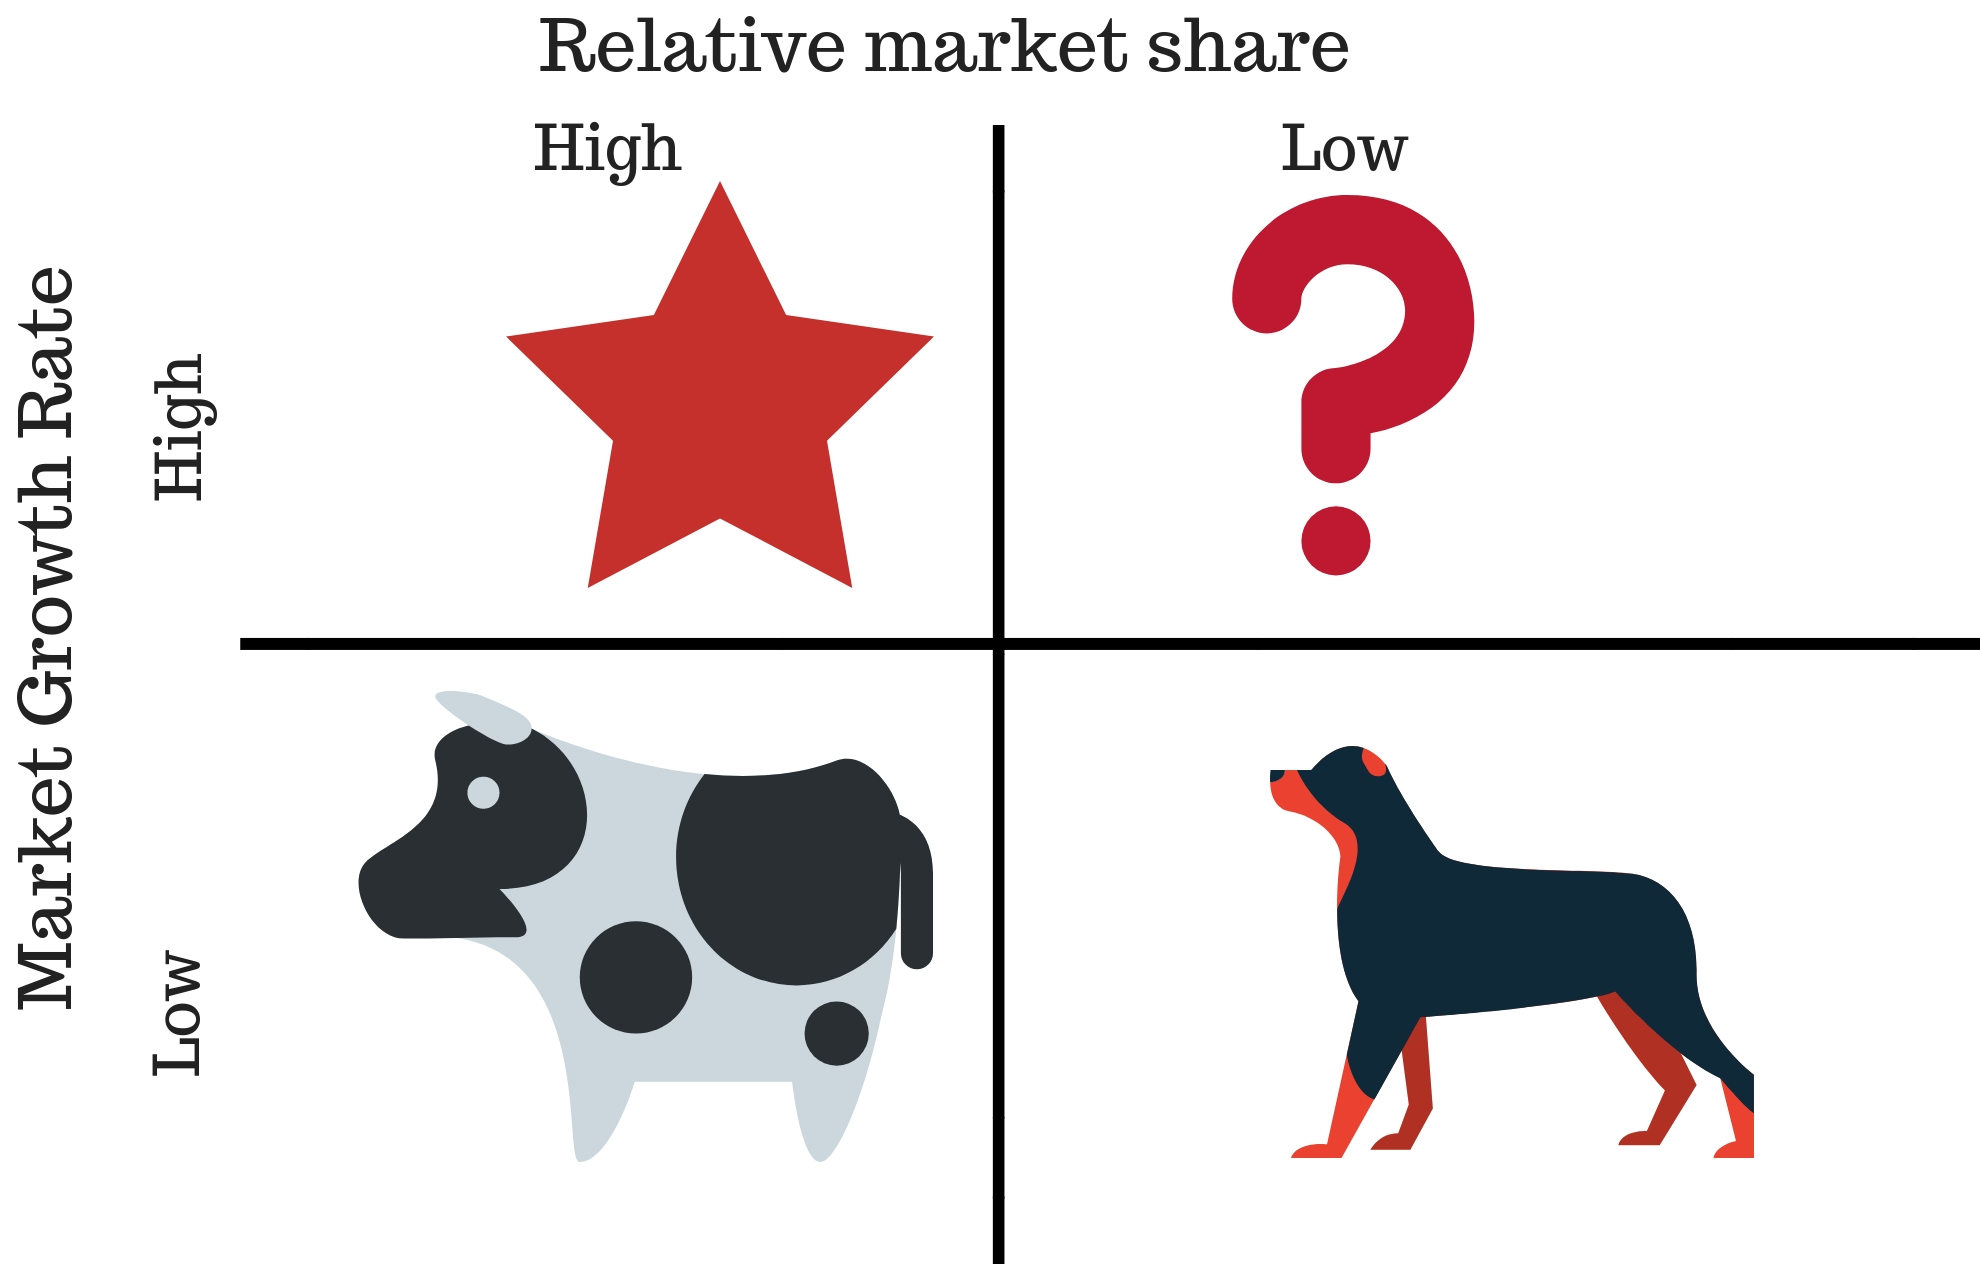 Relative market share
High
Low
Market Growth Rate
High
Low